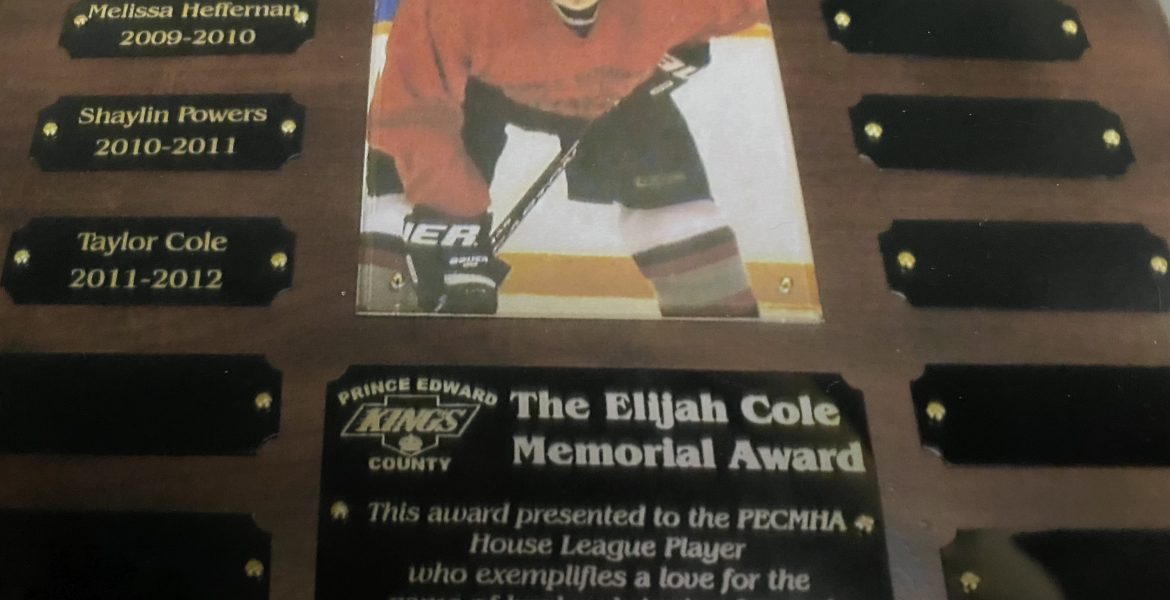 Melissa Heffernan
2009-2010
Shaylin Powers
2010-2011
Taylor Cole
2011-2012
BAUER
PRINCE EDWARD
KINGS
COUNTY
The Elijah Cole
Memorial Award
This award presented to the PECMHA
House League Player
who exemplifies a love for the